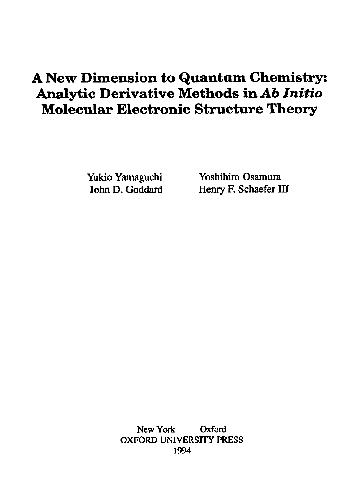 A New Dimension to Quantum Chemistry:
Analytic Derivative Methods in Ab Initio
Molecular Electronic Structure Theory
Yukio Yamaguchi Yoshihiro Osamura
John D. Goddard Henry F. Schaefer III
New York Oxford
OXFORD UNIVERSITY PRESS
1994